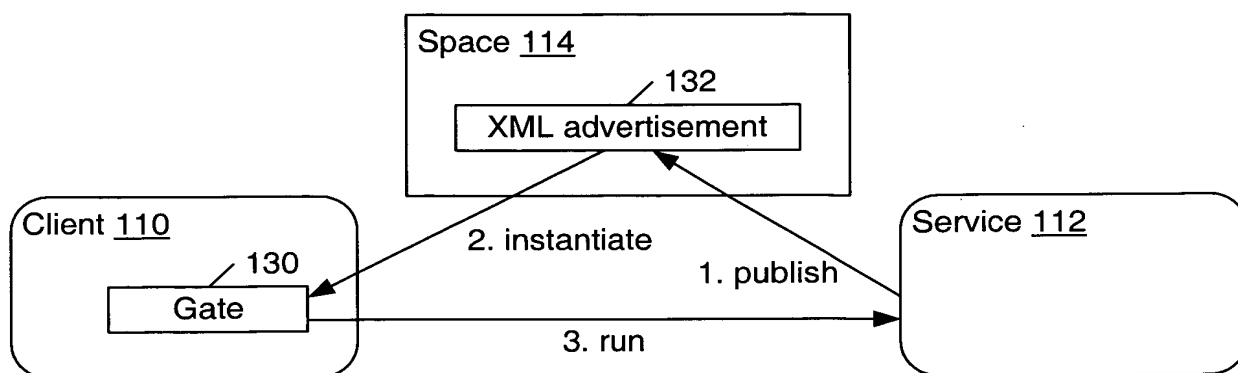 Space 114
132
XML advertisement
Client 110
2. instantiate
Service 112
130
1. publish
Gate
3. run